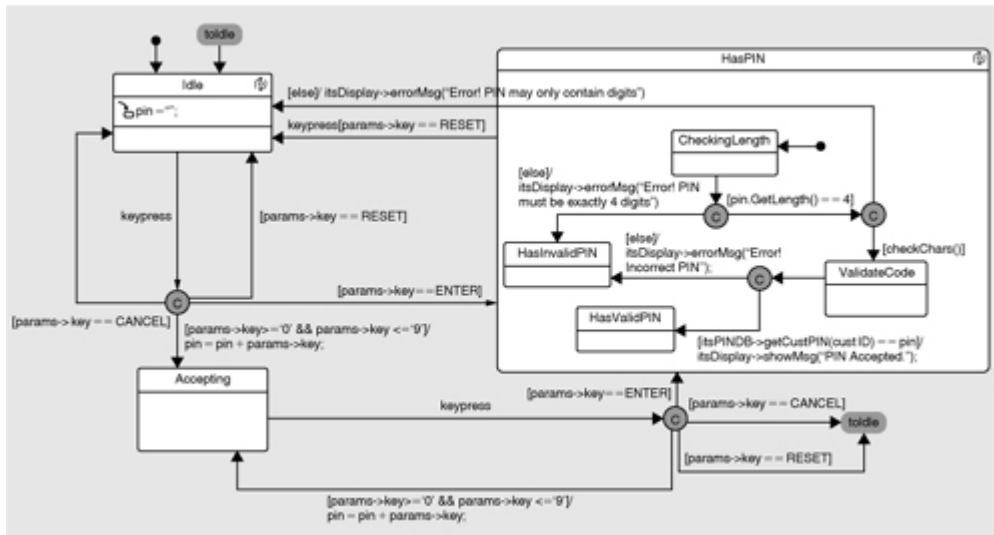 toIdle
HasPIN
Idle
pin = "";
[else]/ itsDisplay->errorMsg("Error! PIN may only contain digits")
keypress[params->key == RESET]
CheckingLength
[else]/
itsDisplay->errorMsg("Error! PIN
must be exactly 4 digits")
C
[pin.GetLength() == 4]
C
keypress
[params->key == RESET]
[checkChars()]
HasInvalidPIN
[else]/
itsDisplay->errorMsg("Error!
Incorrect PIN");
C
ValidateCode
[params->key==ENTER]
C
HasValidPIN
[params->key == CANCEL]
[params->key>='0' && params->key <='9']/
pin = pin + params->key;
[itsPINDB->getCustPIN(cust ID) == pin]/
itsDisplay->showMsg("PIN Accepted.");
Accepting
[params->key==ENTER]
keypress
C
[params->key == CANCEL]
toIdle
[params->key == RESET]
[params->key>='0' && params->key <='9']/
pin = pin + params->key;